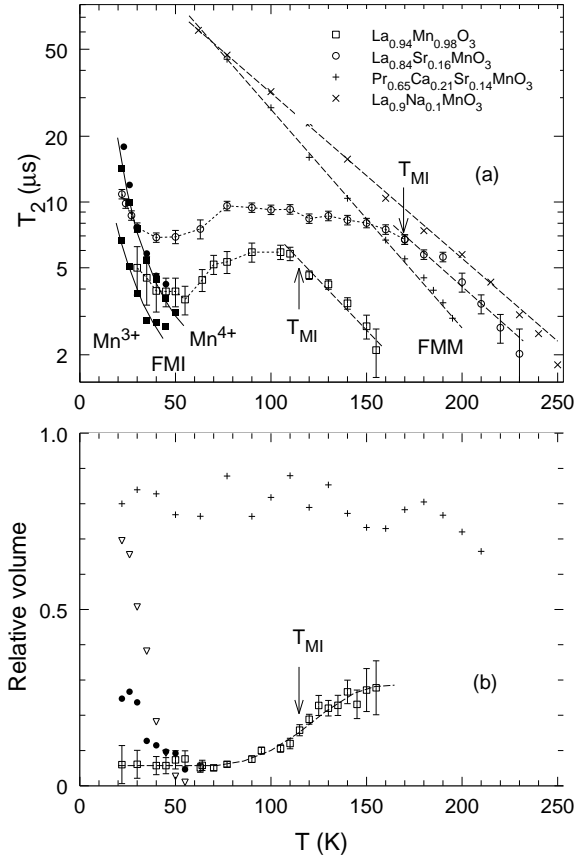 La0.94Mn0.98O3
La0.84Sr0.16MnO3
Pr0.65Ca0.21Sr0.14MnO3
La0.9Na0.1MnO3
(a)
T2 (μs)
50
20
10
5
2
TMI
TMI
Mn3+
Mn4+
FMI
FMM
0
50
100
150
200
250
Relative volume
1.0
0.5
0
TMI
(b)
0
50
100
150
200
250
T (K)